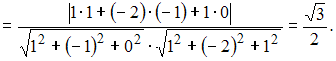 = |1·1+(−2)·(−1)+1·0| / √(1²+(−1)²+0²) · √(1²+(−2)²+1²) = √3/2.